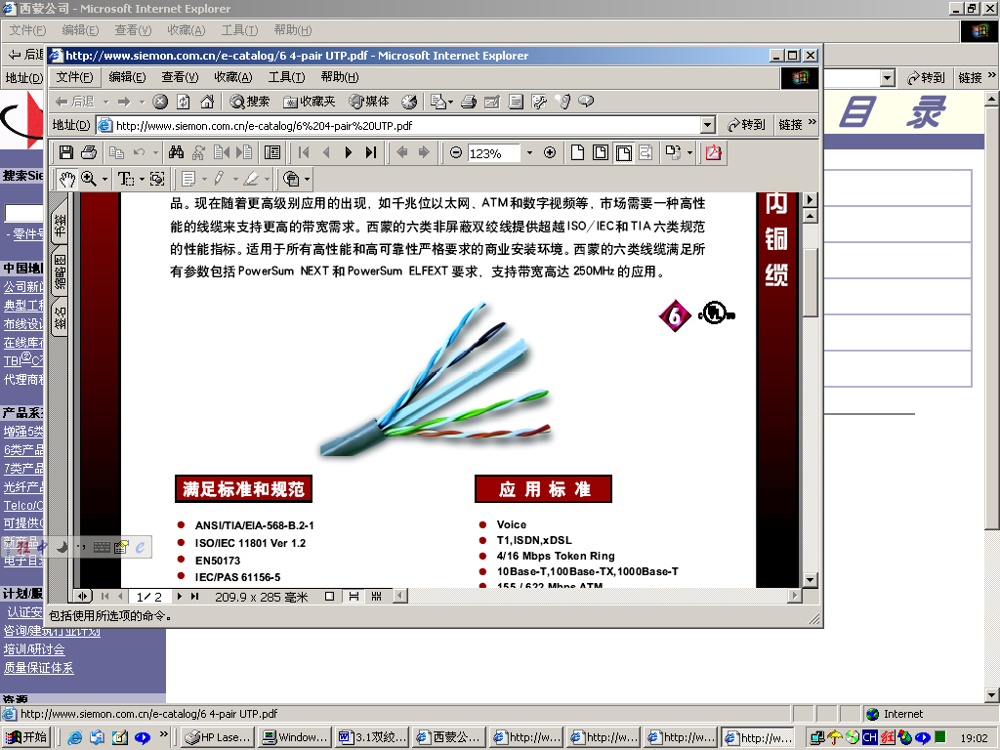 西蒙公司 - Microsoft Internet Explorer
文件(F) 编辑(E) 查看(V) 收藏(A) 工具(T) 帮助(H)
后退
地址(D) 转到 链接 »
http://www.siemon.com.cn/e-catalog/6 4-pair UTP.pdf - Microsoft Internet Explorer
文件(F) 编辑(E) 查看(V) 收藏(A) 工具(T) 帮助(H)
后退 搜索 收藏夹 媒体
地址(D) http://www.siemon.com.cn/e-catalog/6%204-pair%20UTP.pdf 转到 链接 »
123%
目 录
搜索Sie
- 零件号
中国地
公司新闻
典型工程
布线设计
在线库存
代理商
产品系
增强5类
6类产品
7类产品
光纤产品
Telco/C
可提供
新产品
电子目
计划/服
认证安
咨询/建筑行业计划
培训/研讨会
质量保证体系
资源
书签
缩略图
签名
品。现在随着更高级别应用的出现，如千兆位以太网、ATM和数字视频等，市场需要一种高性
能的线缆来支持更高的带宽需求。西蒙的六类非屏蔽双绞线提供超越ISO/IEC和TIA六类规范
的性能指标。适用于所有高性能和高可靠性严格要求的商业安装环境。西蒙的六类线缆满足所
有参数包括PowerSum NEXT和PowerSum ELFEXT要求，支持带宽高达250MHz的应用。
内
铜
缆
6 c UL us
满足标准和规范
ANSI/TIA/EIA-568-B.2-1
ISO/IEC 11801 Ver 1.2
EN50173
IEC/PAS 61156-5
应 用 标 准
Voice
T1,ISDN,xDSL
4/16 Mbps Token Ring
10Base-T,100Base-TX,1000Base-T
155 / 622 Mbps ATM
1 / 2 209.9 x 285 毫米
包括使用所选项的命令。
http://www.siemon.com.cn/e-catalog/6 4-pair UTP.pdf Internet
开始 » HP Lase... Window... 3.1双绞... 西蒙公... http://w... http://w... http://w... http://w... CH 19:02